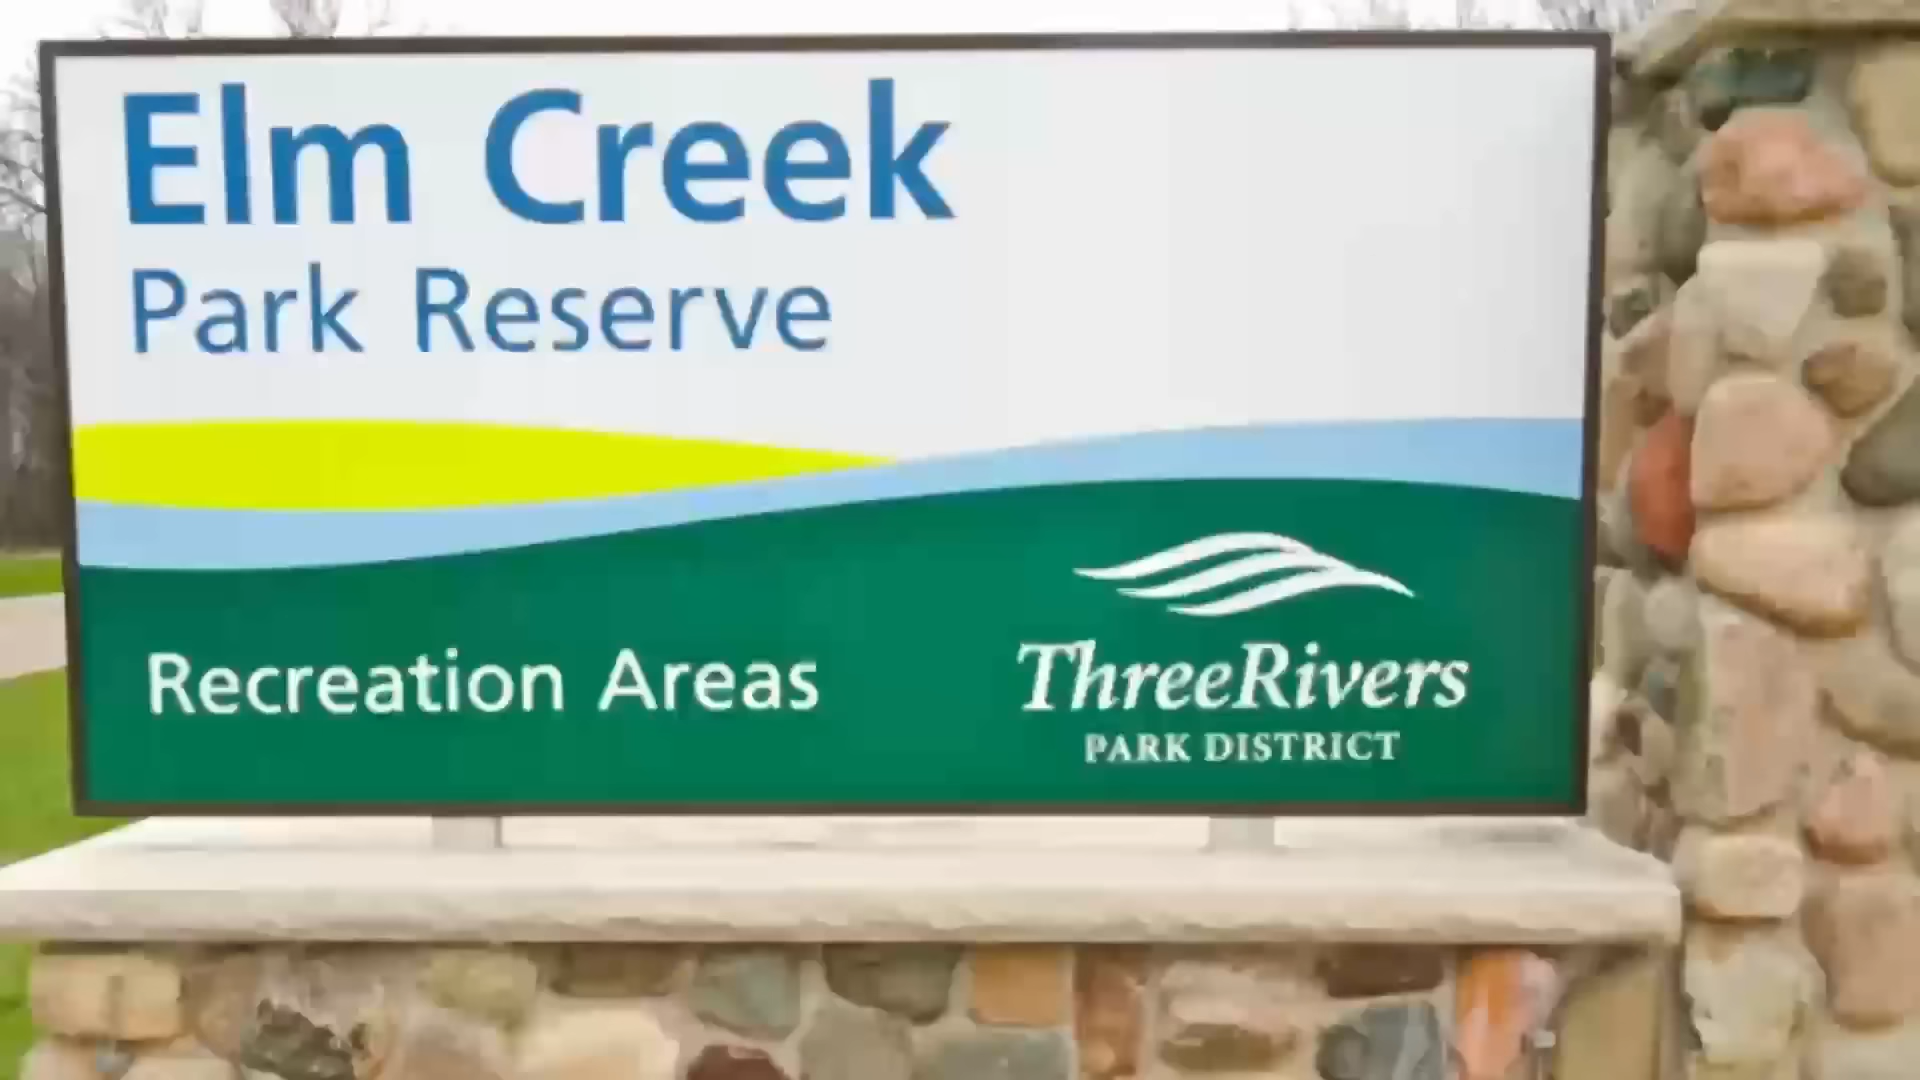 Elm Creek
Park Reserve
Recreation Areas
ThreeRivers
PARK DISTRICT